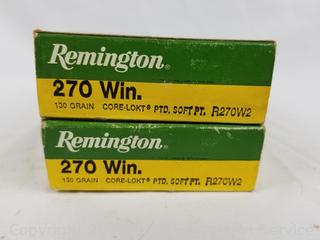 Remington®
270 Win.
130 GRAIN CORE-LOKT® PTD. SOFT PT. R270W2
Remington®
270 Win.
130 GRAIN CORE-LOKT® PTD. SOFT PT. R270W2